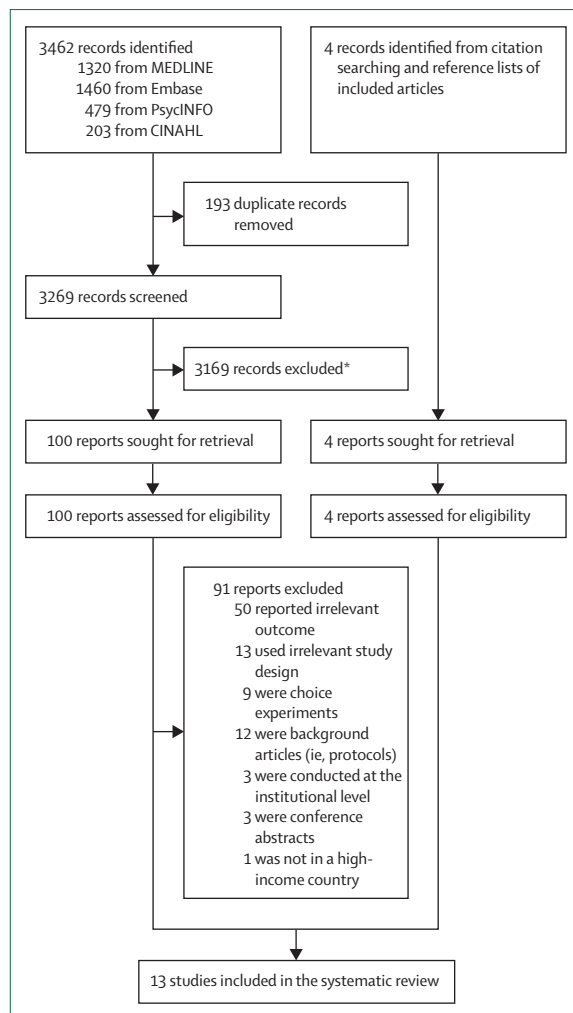 3462 records identified
1320 from MEDLINE
1460 from Embase
479 from PsycINFO
203 from CINAHL
4 records identified from citation
searching and reference lists of
included articles
193 duplicate records
removed
3269 records screened
3169 records excluded*
100 reports sought for retrieval
4 reports sought for retrieval
100 reports assessed for eligibility
4 reports assessed for eligibility
91 reports excluded
50 reported irrelevant
outcome
13 used irrelevant study
design
9 were choice
experiments
12 were background
articles (ie, protocols)
3 were conducted at the
institutional level
3 were conference
abstracts
1 was not in a high-
income country
13 studies included in the systematic review